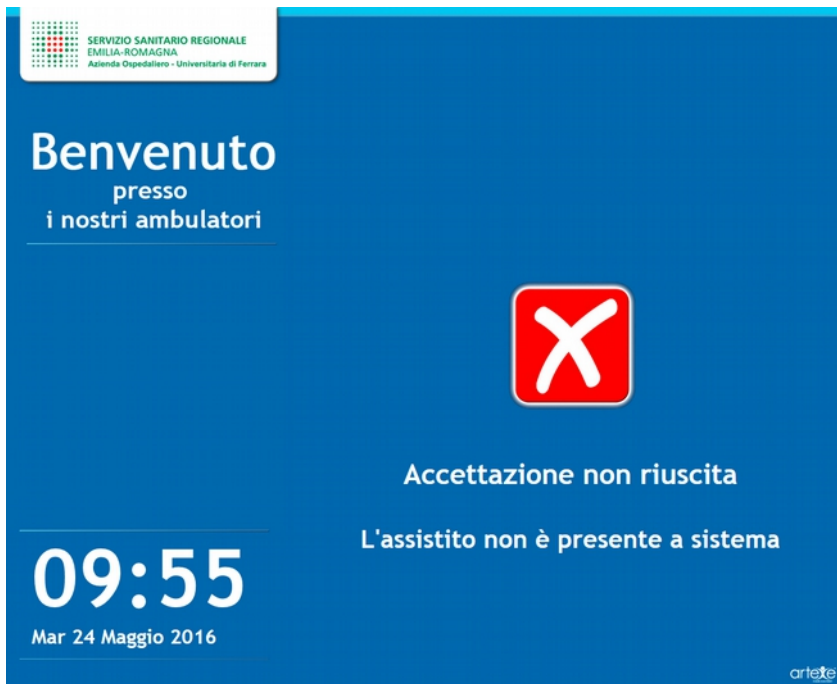 SERVIZIO SANITARIO REGIONALE
EMILIA-ROMAGNA
Azienda Ospedaliero - Universitaria di Ferrara
Benvenuto
presso
i nostri ambulatori
Accettazione non riuscita
L'assistito non è presente a sistema
09:55
Mar 24 Maggio 2016
artexe